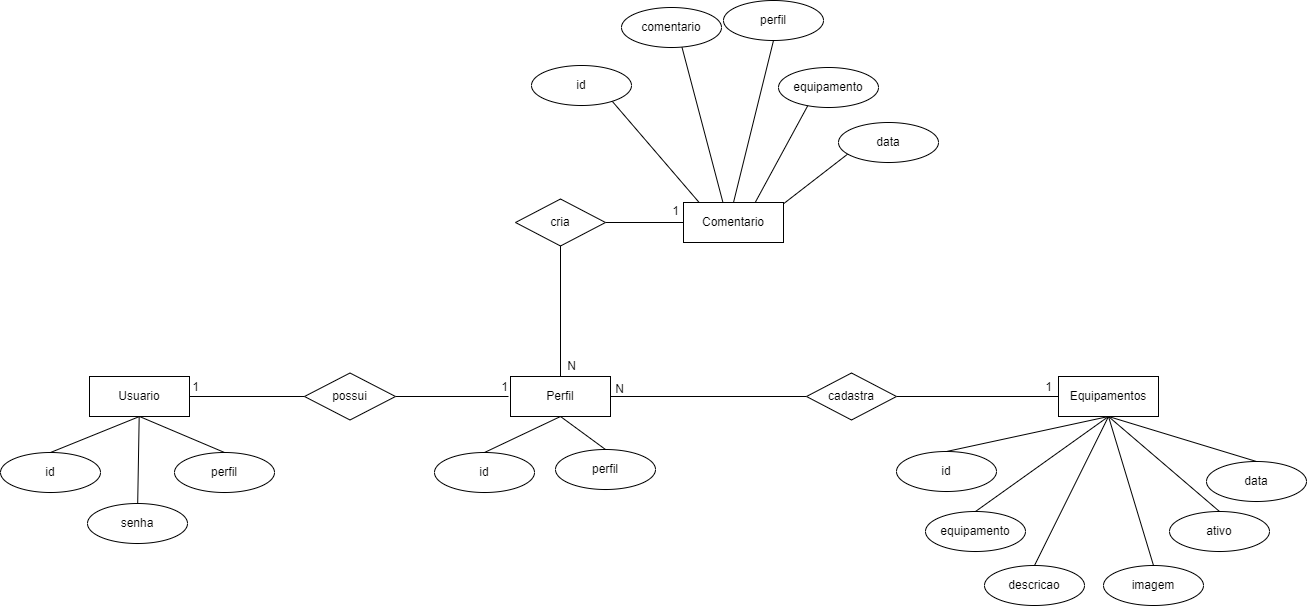 perfil
comentario
id
equipamento
data
cria
1
Comentario
N
Usuario
1
possui
1
Perfil
N
cadastra
1
Equipamentos
id
perfil
senha
id
perfil
id
data
equipamento
ativo
descricao
imagem